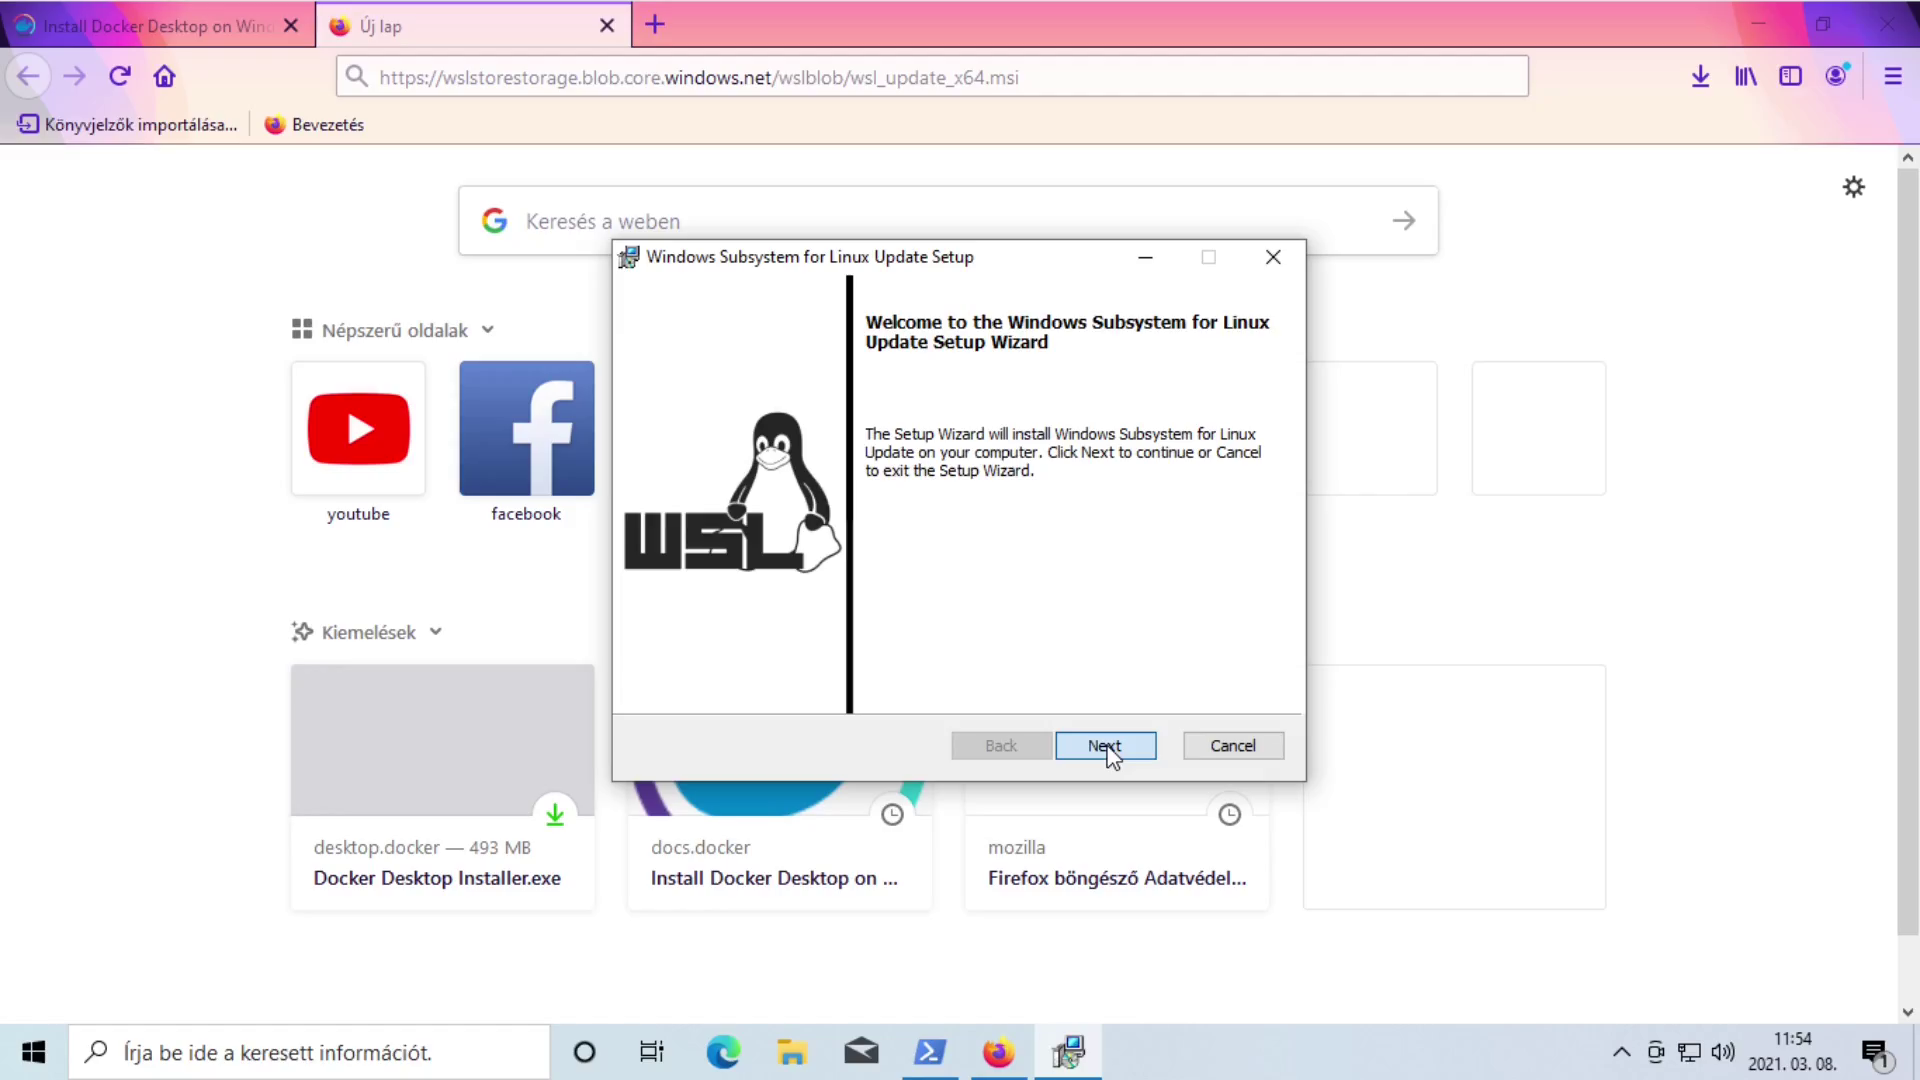 Install Docker Desktop on Wind
Új lap
https://wslstorestorage.blob.core.windows.net/wslblob/wsl_update_x64.msi
Könyvjelzők importálása...
Bevezetés
Keresés a weben
Windows Subsystem for Linux Update Setup
Welcome to the Windows Subsystem for Linux
Update Setup Wizard
The Setup Wizard will install Windows Subsystem for Linux
Update on your computer. Click Next to continue or Cancel
to exit the Setup Wizard.
WSL
Back
Next
Cancel
Népszerű oldalak
youtube
facebook
Kiemelések
desktop.docker — 493 MB
Docker Desktop Installer.exe
docs.docker
Install Docker Desktop on ...
mozilla
Firefox böngésző Adatvédel...
Írja be ide a keresett információt.
11:54
2021. 03. 08.
1